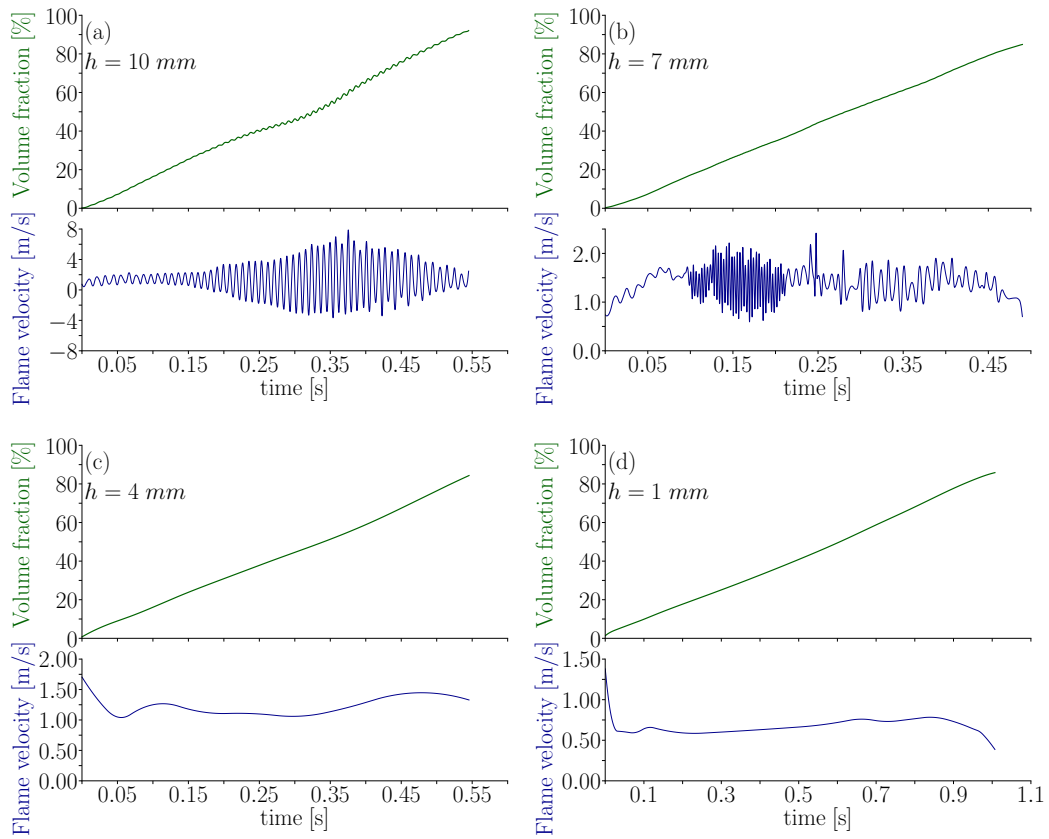 (a)
h = 10 mm
Volume fraction [%]
100
80
60
40
20
0
Flame velocity [m/s]
8
4
0
−4
−8
0.05 0.15 0.25 0.35 0.45 0.55
time [s]
(b)
h = 7 mm
Volume fraction [%]
100
80
60
40
20
0
Flame velocity [m/s]
2.0
1.0
0.0
0.05 0.15 0.25 0.35 0.45
time [s]
(c)
h = 4 mm
Volume fraction [%]
100
80
60
40
20
0
Flame velocity [m/s]
2.00
1.50
1.00
0.50
0.00
0.05 0.15 0.25 0.35 0.45 0.55
time [s]
(d)
h = 1 mm
Volume fraction [%]
100
80
60
40
20
0
Flame velocity [m/s]
1.50
1.00
0.50
0.00
0.1 0.3 0.5 0.7 0.9 1.1
time [s]